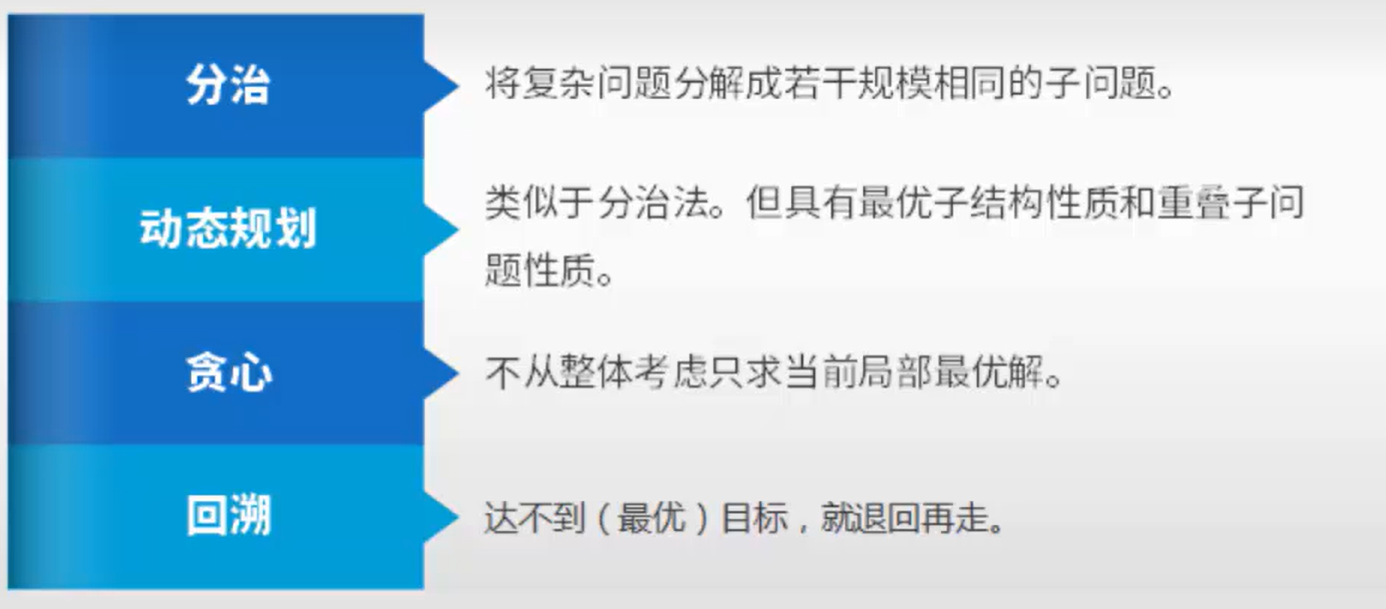 分治
将复杂问题分解成若干规模相同的子问题。
动态规划
类似于分治法。但具有最优子结构性质和重叠子问
题性质。
贪心
不从整体考虑只求当前局部最优解。
回溯
达不到（最优）目标，就退回再走。